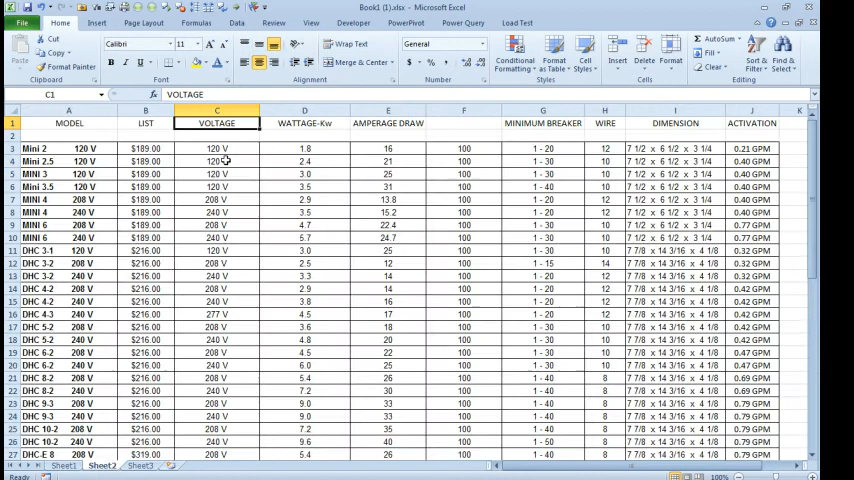 Book1 (1).xlsx - Microsoft Excel
File Home Insert Page Layout Formulas Data Review View Developer PowerPivot Power Query Load Test
Cut
Copy
Format Painter
Paste
Clipboard
Calibri 11
B I U
Font
Wrap Text
Merge & Center
Alignment
General
$ % ,
Number
Conditional Formatting
Format as Table
Cell Styles
Styles
Insert Delete Format
Cells
AutoSum
Fill
Clear
Sort & Filter
Find & Select
Editing
C1 fx VOLTAGE
A B C D E F G H I J K
1 MODEL LIST VOLTAGE WATTAGE-Kw AMPERAGE DRAW MINIMUM BREAKER WIRE DIMENSION ACTIVATION
2
3 Mini 2 120 V $189.00 120 V 1.8 16 100 1 - 20 12 7 1/2 x 6 1/2 x 3 1/4 0.21 GPM
4 Mini 2.5 120 V $189.00 120 2.4 21 100 1 - 30 10 7 1/2 x 6 1/2 x 3 1/4 0.40 GPM
5 MINI 3 120 V $189.00 120 V 3.0 25 100 1 - 30 10 7 1/2 x 6 1/2 x 3 1/4 0.40 GPM
6 Mini 3.5 120 V $189.00 120 V 3.5 31 100 1 - 40 10 7 1/2 x 6 1/2 x 3 1/4 0.40 GPM
7 MINI 4 208 V $189.00 208 V 2.9 13.8 100 1 - 30 10 7 1/2 x 6 1/2 x 3 1/4 0.40 GPM
8 MINI 4 240 V $189.00 240 V 3.5 15.2 100 1 - 30 10 7 1/2 x 6 1/2 x 3 1/4 0.40 GPM
9 MINI 6 208 V $189.00 208 V 4.7 22.4 100 1 - 30 10 7 1/2 x 6 1/2 x 3 1/4 0.77 GPM
10 MINI 6 240 V $189.00 240 V 5.7 24.7 100 1 - 30 10 7 1/2 x 6 1/2 x 3 1/4 0.77 GPM
11 DHC 3-1 120 V $216.00 120 V 3.0 25 100 1 - 30 10 7 7/8 x 14 3/16 x 4 1/8 0.32 GPM
12 DHC 3-2 208 V $216.00 208 V 2.5 12 100 1 - 15 14 7 7/8 x 14 3/16 x 4 1/8 0.32 GPM
13 DHC 3-2 240 V $216.00 240 V 3.3 14 100 1 - 20 12 7 7/8 x 14 3/16 x 4 1/8 0.32 GPM
14 DHC 4-2 208 V $216.00 208 V 2.9 14 100 1 - 20 12 7 7/8 x 14 3/16 x 4 1/8 0.42 GPM
15 DHC 4-2 240 V $216.00 240 V 3.8 16 100 1 - 20 12 7 7/8 x 14 3/16 x 4 1/8 0.42 GPM
16 DHC 4-3 277 V $216.00 277 V 4.5 17 100 1 - 20 12 7 7/8 x 14 3/16 x 4 1/8 0.42 GPM
17 DHC 5-2 208 V $216.00 208 V 3.6 18 100 1 - 30 10 7 7/8 x 14 3/16 x 4 1/8 0.42 GPM
18 DHC 5-2 240 V $216.00 240 V 4.8 20 100 1 - 30 10 7 7/8 x 14 3/16 x 4 1/8 0.42 GPM
19 DHC 6-2 208 V $216.00 208 V 4.5 22 100 1 - 30 10 7 7/8 x 14 3/16 x 4 1/8 0.47 GPM
20 DHC 6-2 240 V $216.00 240 V 6.0 25 100 1 - 30 10 7 7/8 x 14 3/16 x 4 1/8 0.47 GPM
21 DHC 8-2 208 V $216.00 208 V 5.4 26 100 1 - 40 8 7 7/8 x 14 3/16 x 4 1/8 0.69 GPM
22 DHC 8-2 240 V $216.00 240 V 7.2 30 100 1 - 40 8 7 7/8 x 14 3/16 x 4 1/8 0.69 GPM
23 DHC 9-3 208 V $216.00 208 V 9.0 33 100 1 - 40 8 7 7/8 x 14 3/16 x 4 1/8 0.79 GPM
24 DHC 9-3 240 V $216.00 240 V 9.0 33 100 1 - 40 8 7 7/8 x 14 3/16 x 4 1/8 0.79 GPM
25 DHC 10-2 208 V $216.00 208 V 7.2 35 100 1 - 40 8 7 7/8 x 14 3/16 x 4 1/8 0.79 GPM
26 DHC 10-2 240 V $216.00 240 V 9.6 40 100 1 - 50 8 7 7/8 x 14 3/16 x 4 1/8 0.79 GPM
27 DHC-E 8 208 V $319.00 208 V 5.4 26 100 1 - 40 8 7 7/8 x 14 3/16 x 4 1/8 0.79 GPM
Sheet1 Sheet2 Sheet3
Ready 100%